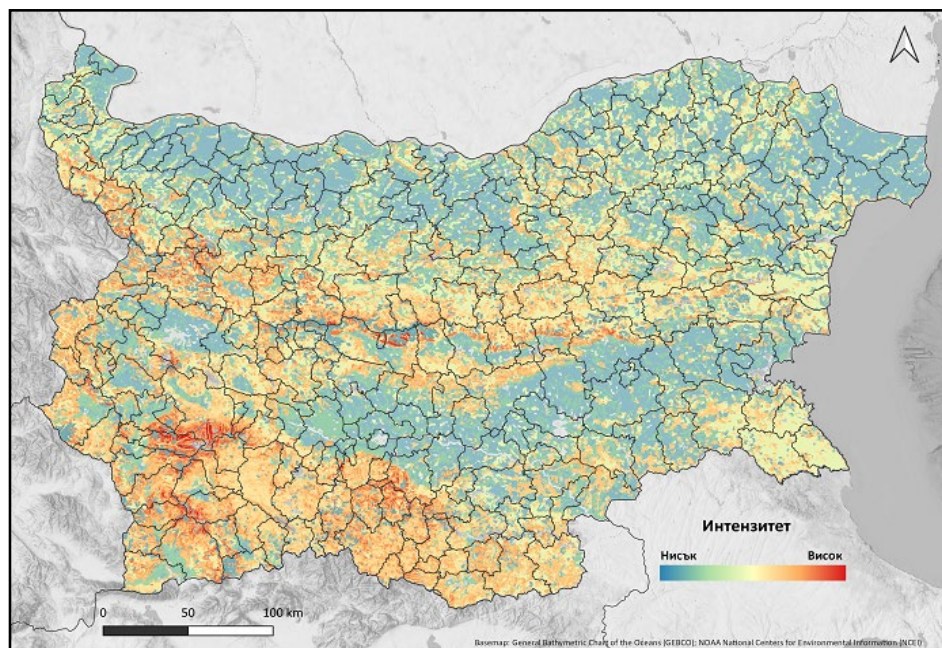 Интензитет
Нисък Висок
0 50 100 km
Basemap: General Bathymetric Chart of the Oceans (GEBCO); NOAA National Centers for Environmental Information (NCEI)